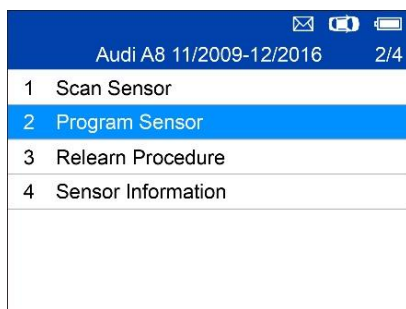 Audi A8 11/2009-12/2016 2/4
1 Scan Sensor
2 Program Sensor
3 Relearn Procedure
4 Sensor Information